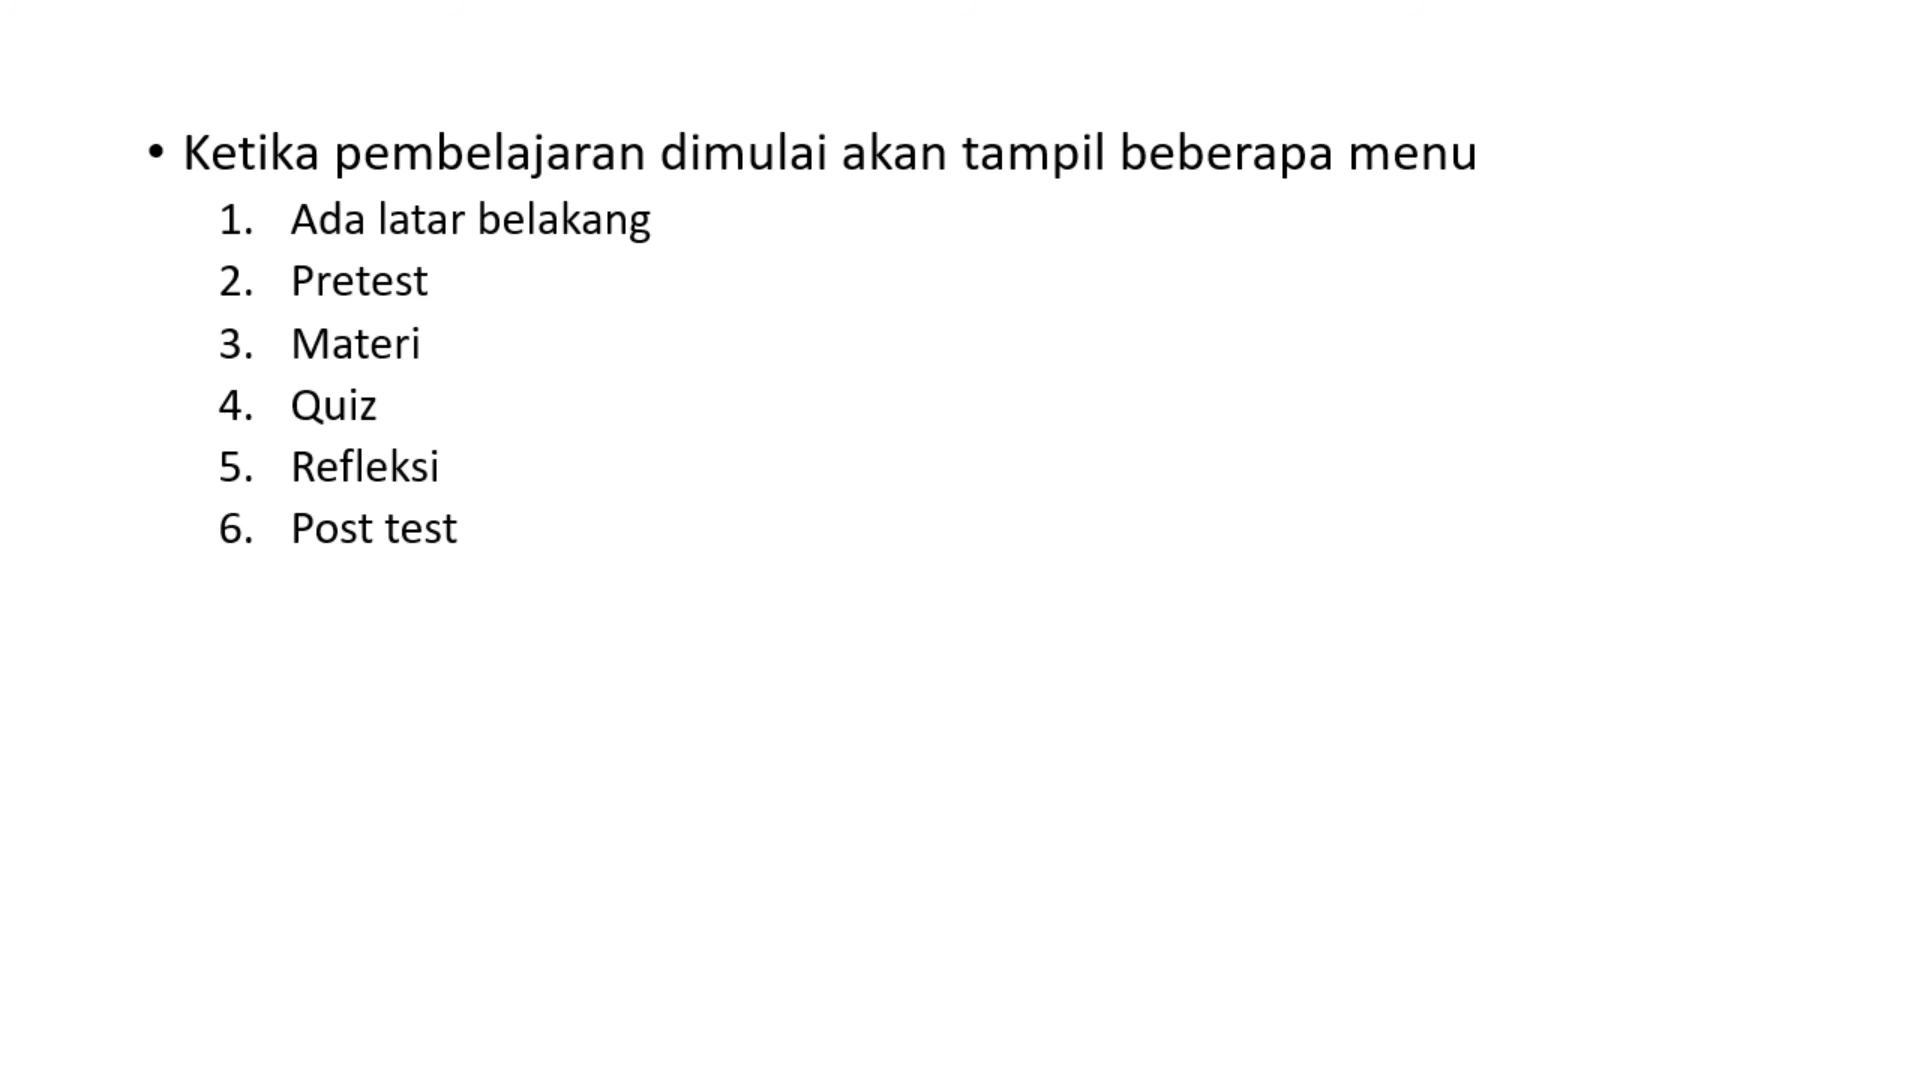 • Ketika pembelajaran dimulai akan tampil beberapa menu
1. Ada latar belakang
2. Pretest
3. Materi
4. Quiz
5. Refleksi
6. Post test